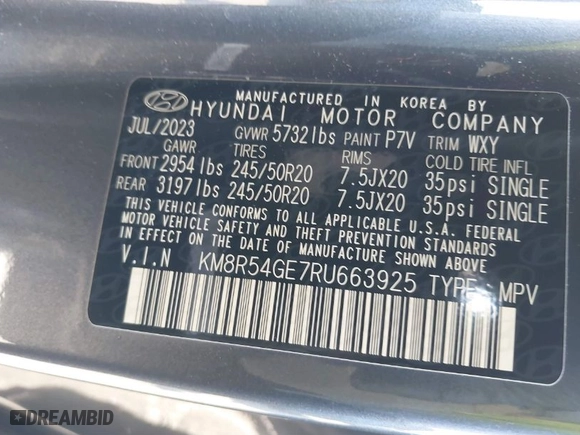 MANUFACTURED IN KOREA BY
HYUNDAI MOTOR COMPANY
JUL/2023 GVWR 5732lbs PAINT P7V TRIM WXY
GAWR TIRES RIMS COLD TIRE INFL
FRONT 2954lbs 245/50R20 7.5JX20 35psi SINGLE
REAR 3197lbs 245/50R20 7.5JX20 35psi SINGLE
THIS VEHICLE CONFORMS TO ALL APPLICABLE U.S.A. FEDERAL
MOTOR VEHICLE SAFETY AND THEFT PREVENTION STANDARDS
IN EFFECT ON THE DATE OF MANUFACTURE SHOWN ABOVE.
V.I.N KM8R54GE7RU663925 TYPE: MPV
DREAMBID